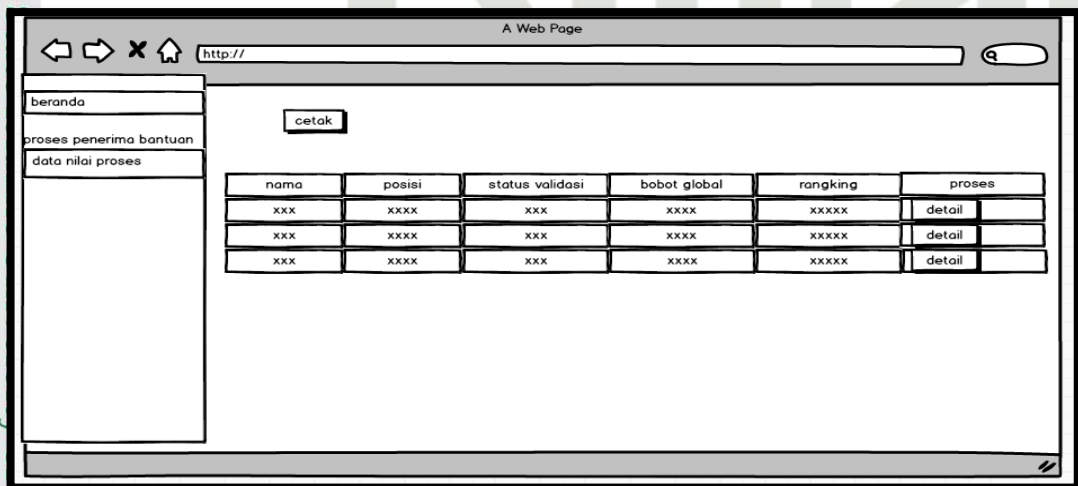 A Web Page
http://
beranda
proses penerima bantuan
data nilai proses
cetak
nama posisi status validasi bobot global rangking proses
xxx xxxx xxx xxxx xxxxx detail
xxx xxxx xxx xxxx xxxxx detail
xxx xxxx xxx xxxx xxxxx detail